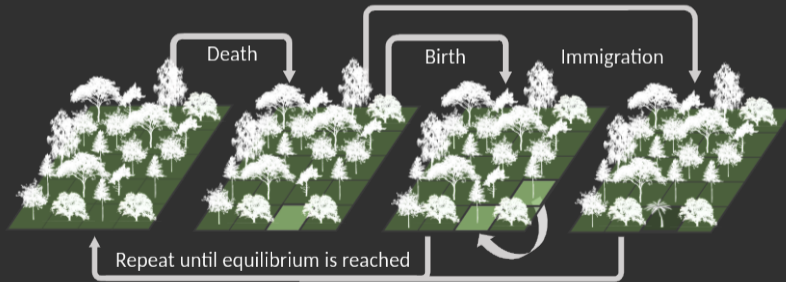 Death
Birth
Immigration
Repeat until equilibrium is reached